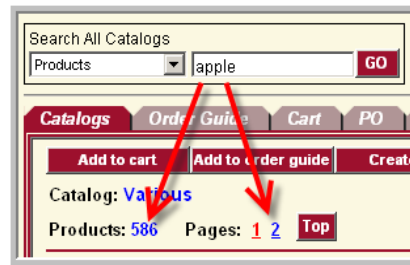 Search All Catalogs
Products apple GO
Catalogs Order Guide Cart PO
Add to cart Add to order guide Create
Catalog: Various
Products: 586 Pages: 1 2 Top